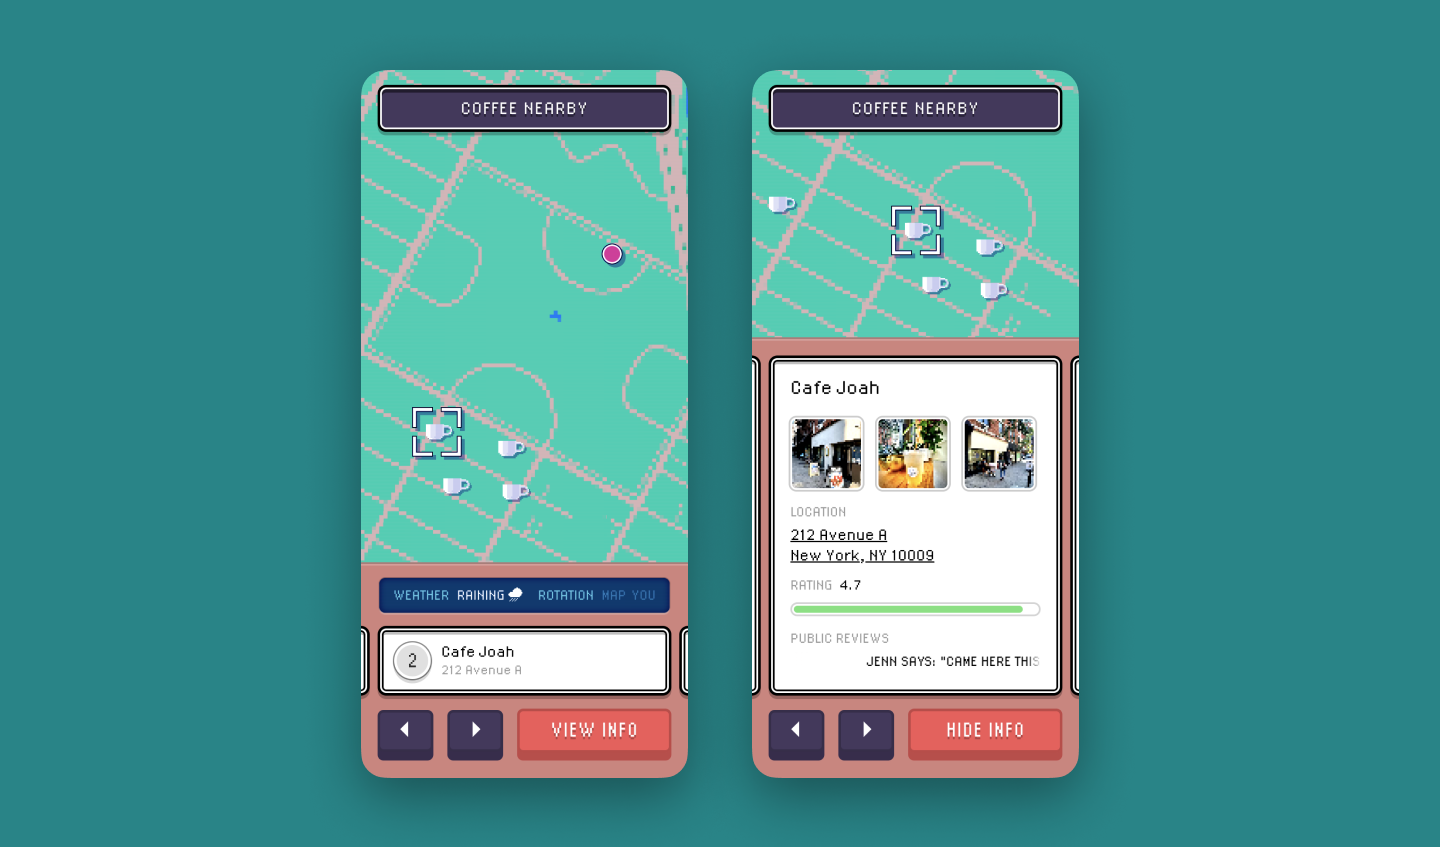 COFFEE NEARBY
WEATHER RAINING ROTATION MAP YOU
2
Cafe Joah
212 Avenue A
VIEW INFO
COFFEE NEARBY
Cafe Joah
LOCATION
212 Avenue A
New York, NY 10009
RATING 4.7
PUBLIC REVIEWS
JENN SAYS: "CAME HERE THIS
HIDE INFO